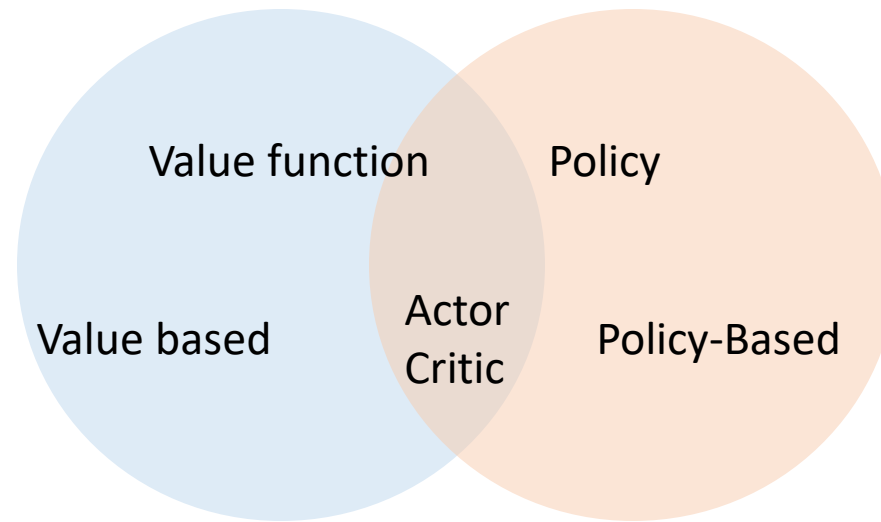 Value function
Policy
Value based
Actor
Critic
Policy-Based